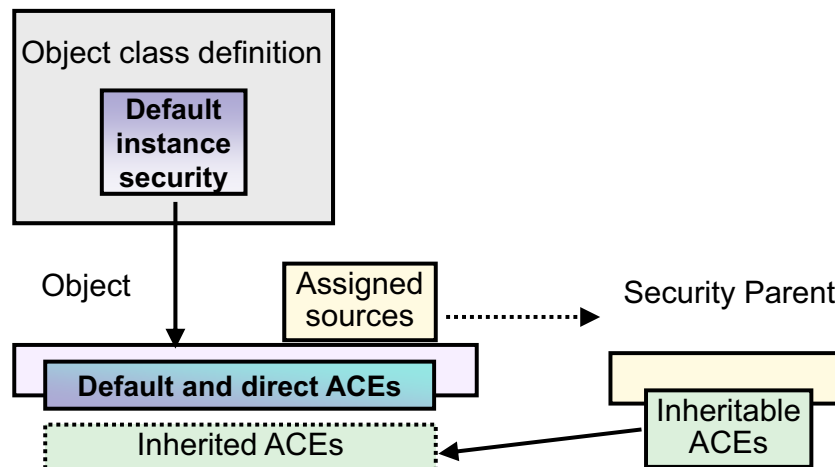 Object class definition
Default
instance
security
Object
Assigned
sources
Security Parent
Default and direct ACEs
Inheritable
ACEs
Inherited ACEs